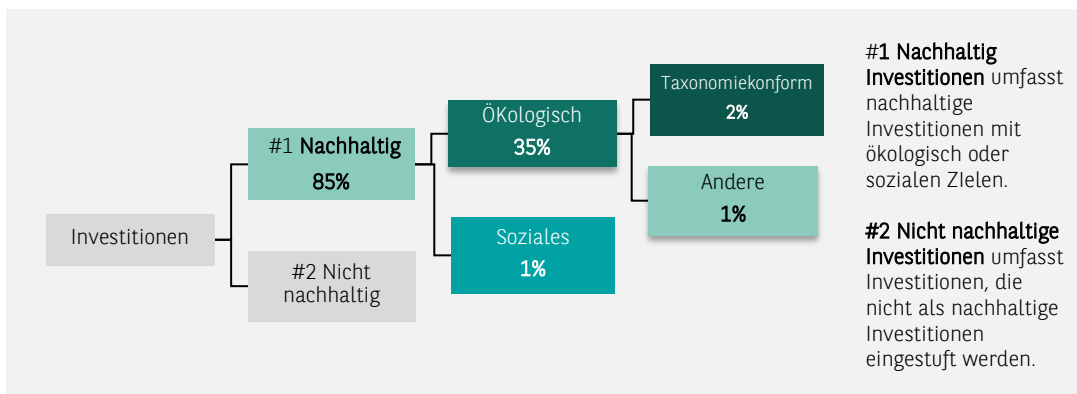 Investitionen
#1 Nachhaltig
85%
#2 Nicht
nachhaltig
ÖKologisch
35%
Soziales
1%
Taxonomiekonform
2%
Andere
1%
#1 Nachhaltig
Investitionen umfasst
nachhaltige
Investitionen mit
ökologisch oder
sozialen ZIelen.
#2 Nicht nachhaltige
Investitionen umfasst
Investitionen, die
nicht als nachhaltige
Investitionen
eingestuft werden.